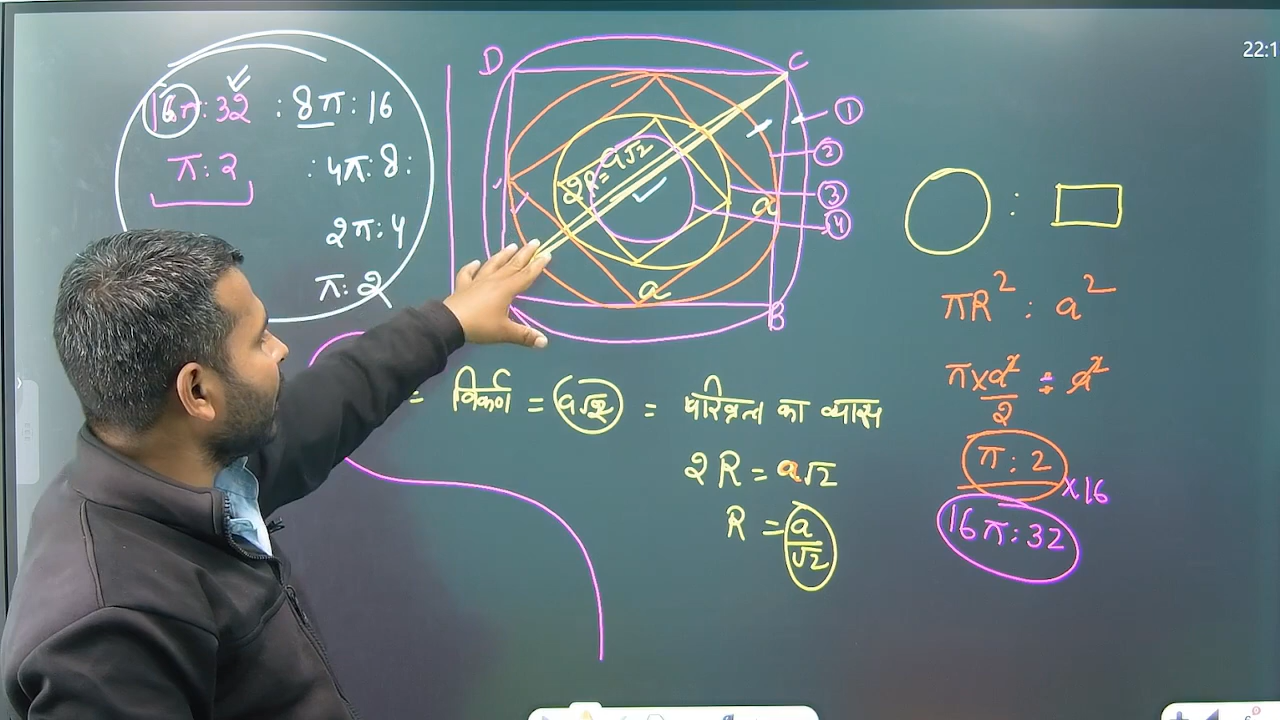 22:1
16π : 32 : 8π : 16
π : 2 : 4π : 8 :
2π : 4
π : 2
D C
B
2R = a√2
a
a
1
2
3
4
:
πR² : a²
π × a²/2 : a²
π : 2
× 16
16π : 32
= विकर्ण = a√2 = परिवृत्त का व्यास
2R = a√2
R = a/√2